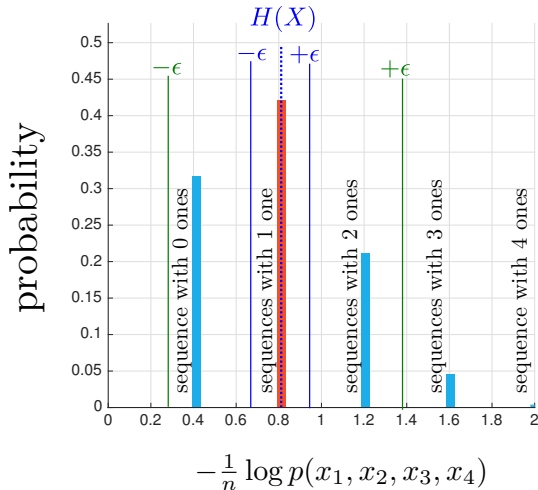 H(X)
−ϵ +ϵ
−ϵ +ϵ
0.5
0.45
0.4
0.35
0.3
0.25
0.2
0.15
0.1
0.05
0
probability
sequence with 0 ones
sequences with 1 one
sequence with 2 ones
sequence with 3 ones
sequence with 4 ones
0 0.2 0.4 0.6 0.8 1 1.2 1.4 1.6 1.8 2
−1/n log p(x₁, x₂, x₃, x₄)